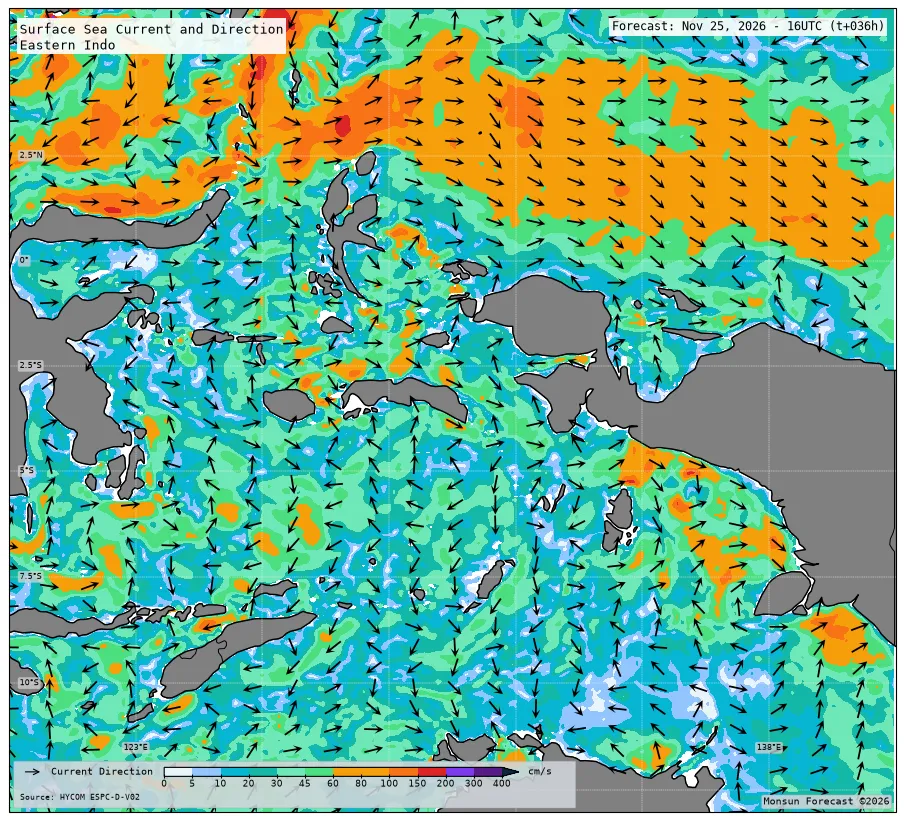 Surface Sea Current and Direction
Eastern Indo
Forecast: Nov 25, 2026 - 16UTC (t+036h)
2.5°N
0°
2.5°S
5°S
7.5°S
10°S
123°E
138°E
Current Direction
cm/s
0 5 10 20 30 45 60 80 100 150 200 300 400
Source: HYCOM ESPC-D-V02
Monsun Forecast ©2026